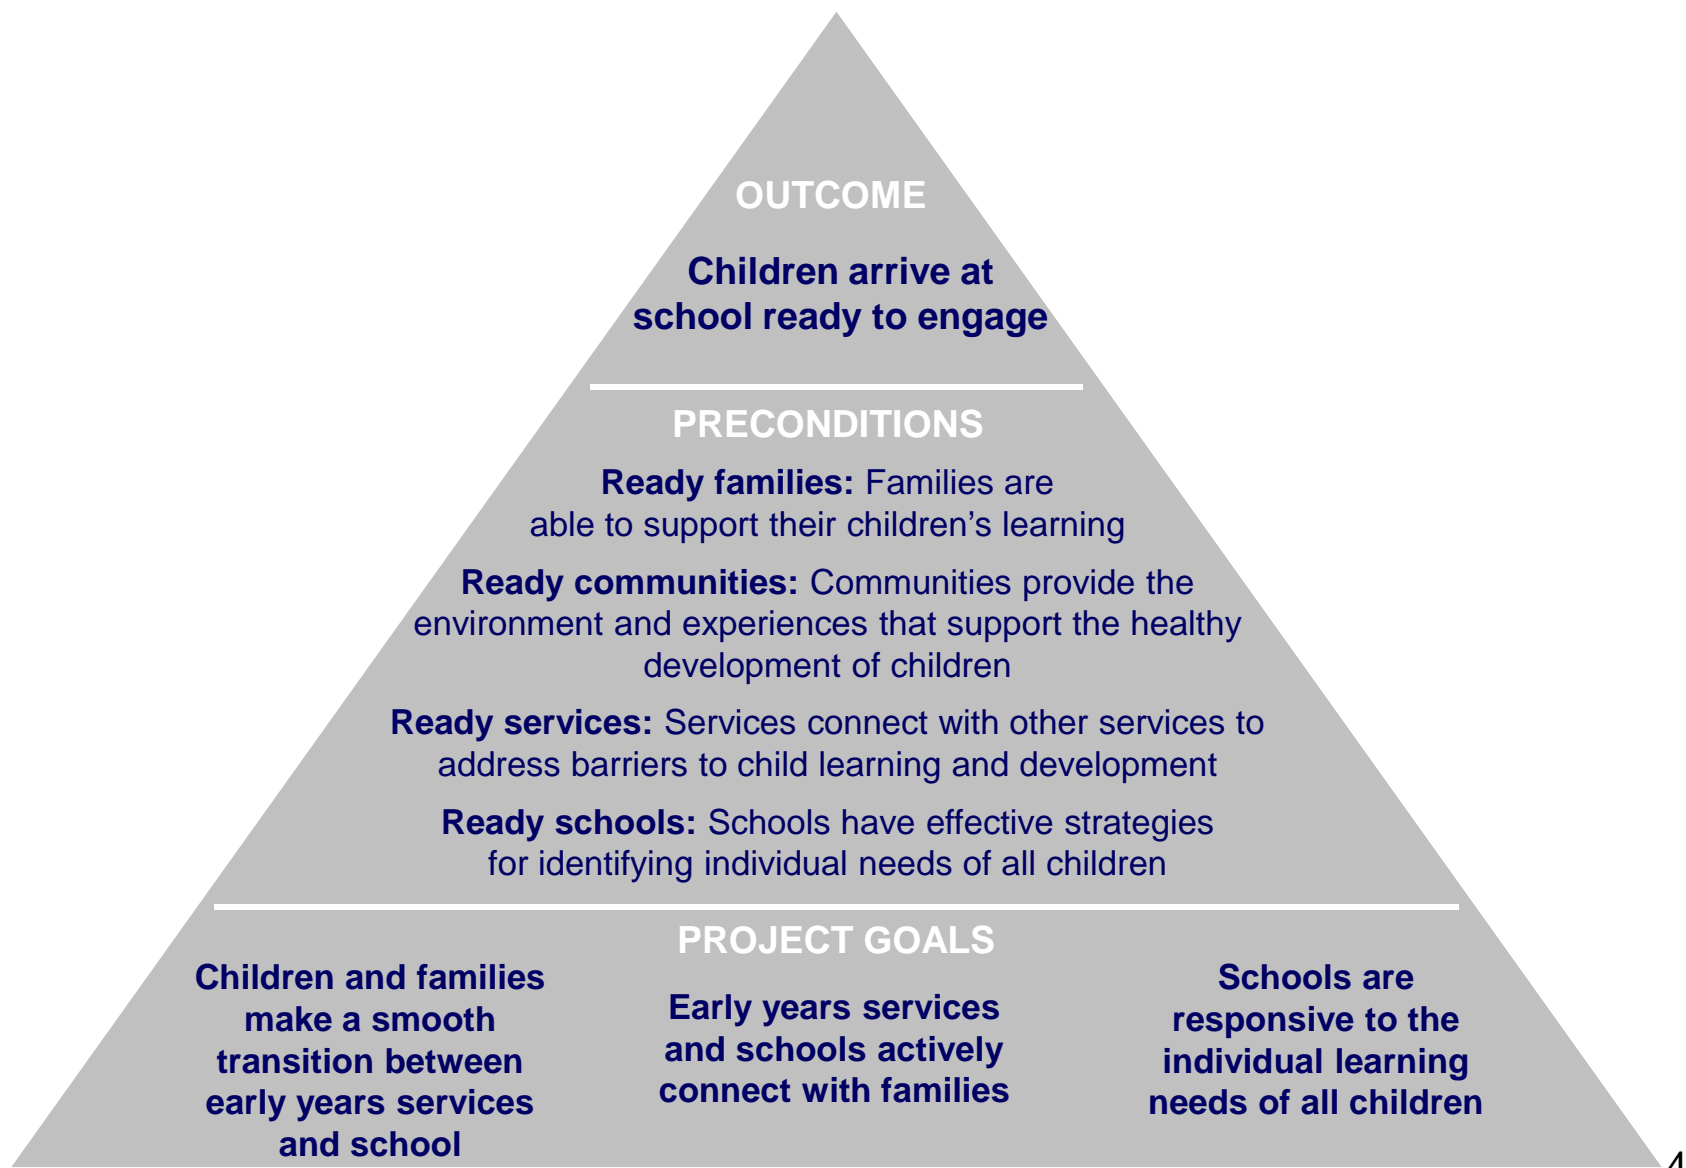 OUTCOME
Children arrive at
school ready to engage
PRECONDITIONS
Ready families: Families are
able to support their children’s learning
Ready communities: Communities provide the
environment and experiences that support the healthy
development of children
Ready services: Services connect with other services to
address barriers to child learning and development
Ready schools: Schools have effective strategies
for identifying individual needs of all children
PROJECT GOALS
Children and families
make a smooth
transition between
early years services
and school
Early years services
and schools actively
connect with families
Schools are
responsive to the
individual learning
needs of all children
4